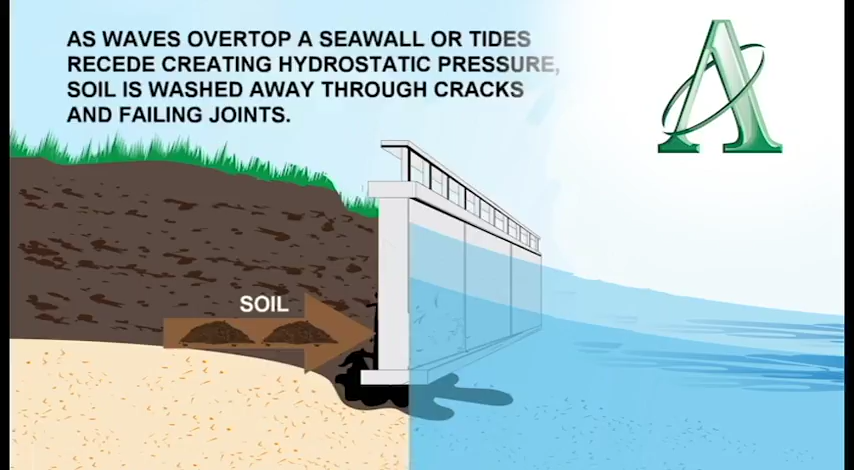 AS WAVES OVERTOP A SEAWALL OR TIDES
RECEDE CREATING HYDROSTATIC PRESSURE,
SOIL IS WASHED AWAY THROUGH CRACKS
AND FAILING JOINTS.
A
SOIL